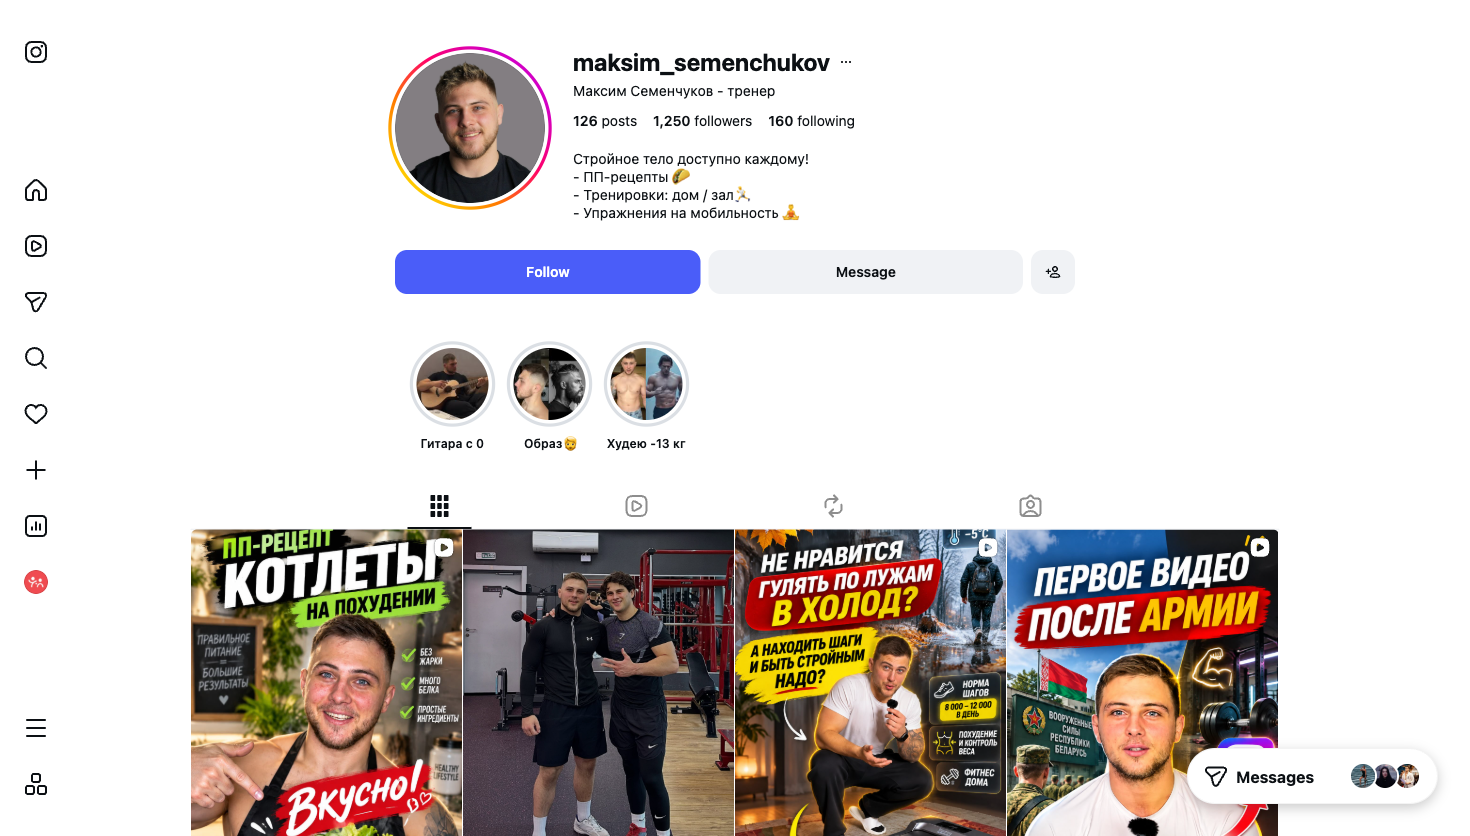 maksim_semenchukov ...
Максим Семенчуков - тренер
126 posts 1,250 followers 160 following
Стройное тело доступно каждому!
- ПП-рецепты 🌮
- Тренировки: дом / зал🤸🏻‍♂️
- Упражнения на мобильность 🧘
Follow
Message
Гитара с 0
Образ🧔
Худею -13 кг
ПП-РЕЦЕПТ
КОТЛЕТЫ
НА ПОХУДЕНИИ
ПРАВИЛЬНОЕ
ПИТАНИЕ
=
БОЛЬШИЕ
РЕЗУЛЬТАТЫ
БЕЗ
ЖАРКИ
МНОГО
БЕЛКА
ПРОСТЫЕ
ИНГРЕДИЕНТЫ
HEALTHY
LIFESTYLE
ВКУСНО!
-5°C
НЕ НРАВИТСЯ
ГУЛЯТЬ ПО ЛУЖАМ
В ХОЛОД?
А НАХОДИТЬ ШАГИ
И БЫТЬ СТРОЙНЫМ
НАДО?
НОРМА
ШАГОВ
8 000 – 12 000
В ДЕНЬ
ПОХУДЕНИЕ
И КОНТРОЛЬ
ВЕСА
ФИТНЕС
ДОМА
ПЕРВОЕ ВИДЕО
ПОСЛЕ АРМИИ
ВООРУЖЕННЫЕ
СИЛЫ
РЕСПУБЛИКИ
БЕЛАРУСЬ
Messages